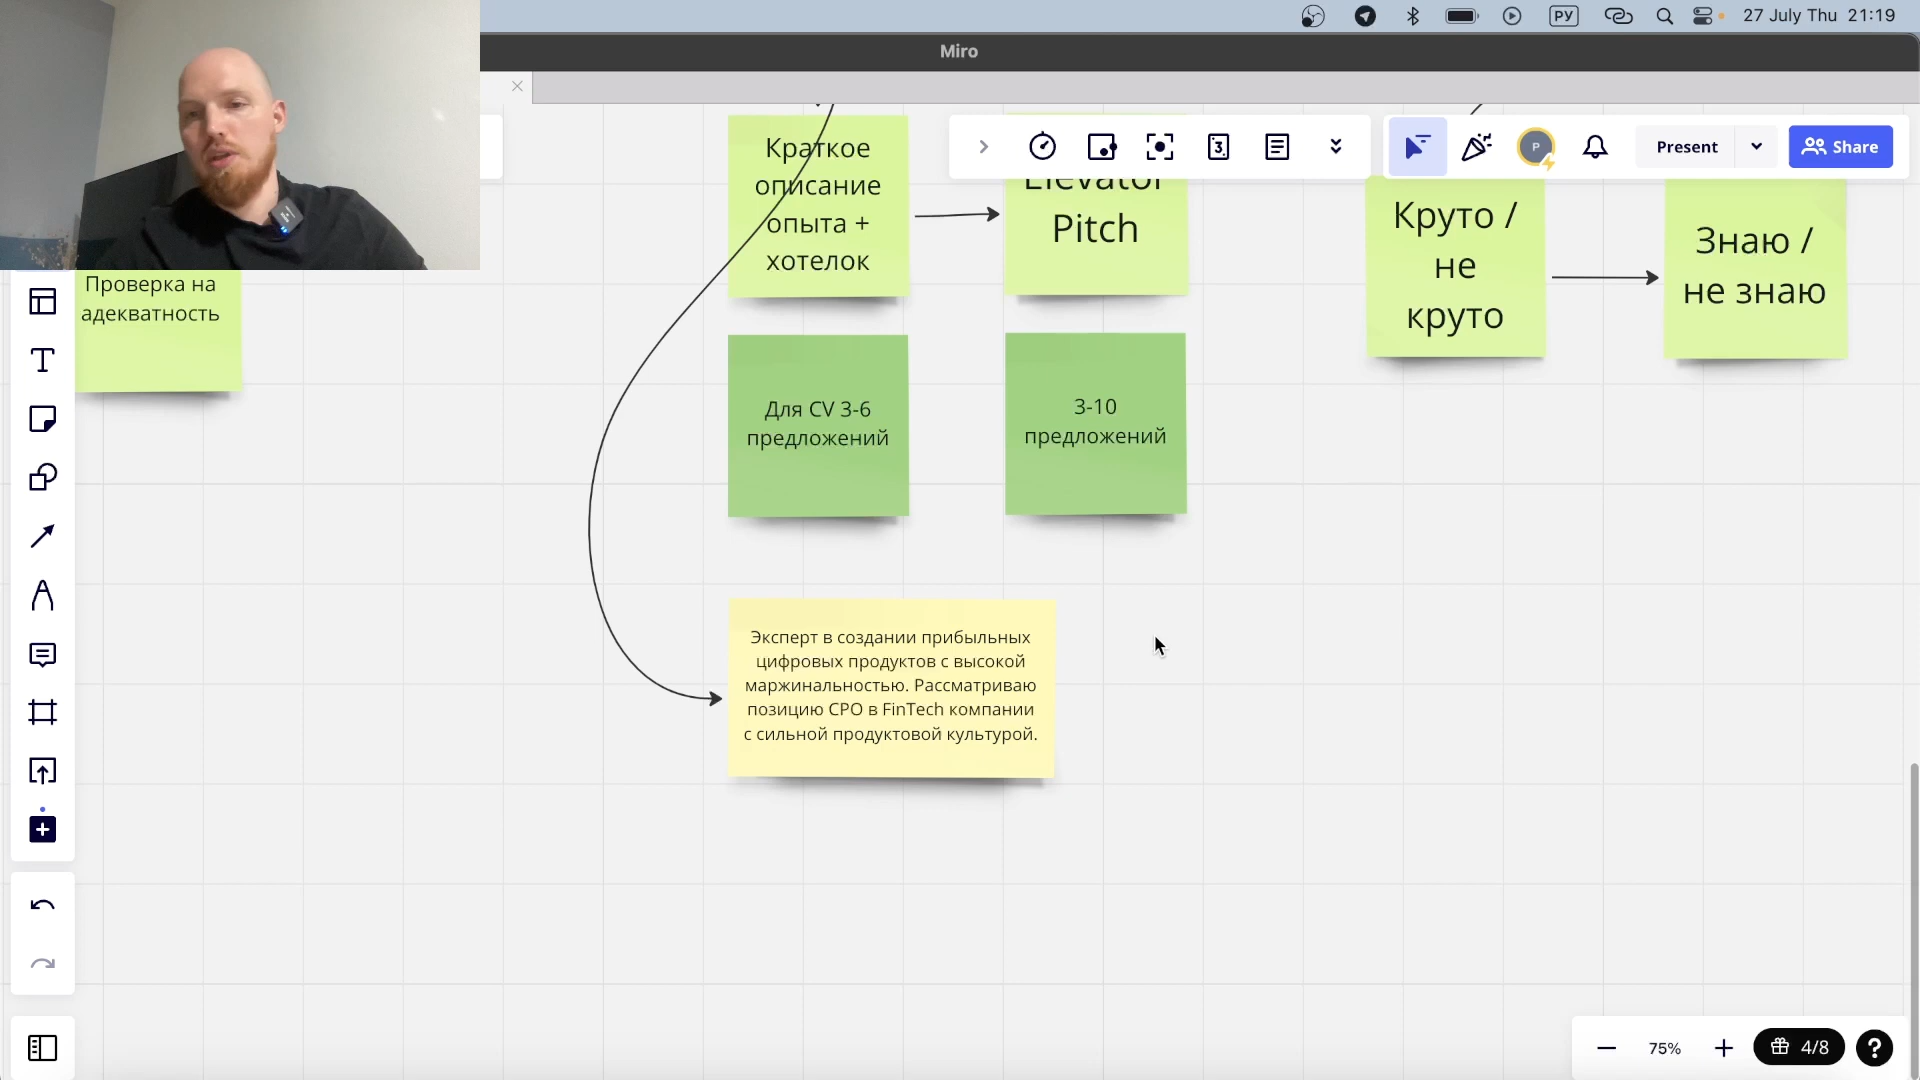 27 July Thu 21:19
РУ
Miro
Краткое
описание
опыта +
хотелок
Elevator
Pitch
3
P
Present
Share
Круто /
не
круто
Знаю /
не знаю
Проверка на
адекватность
Для CV 3-6
предложений
3-10
предложений
Эксперт в создании прибыльных
цифровых продуктов с высокой
маржинальностью. Рассматриваю
позицию CPO в FinTech компании
с сильной продуктовой культурой.
75%
4/8
?